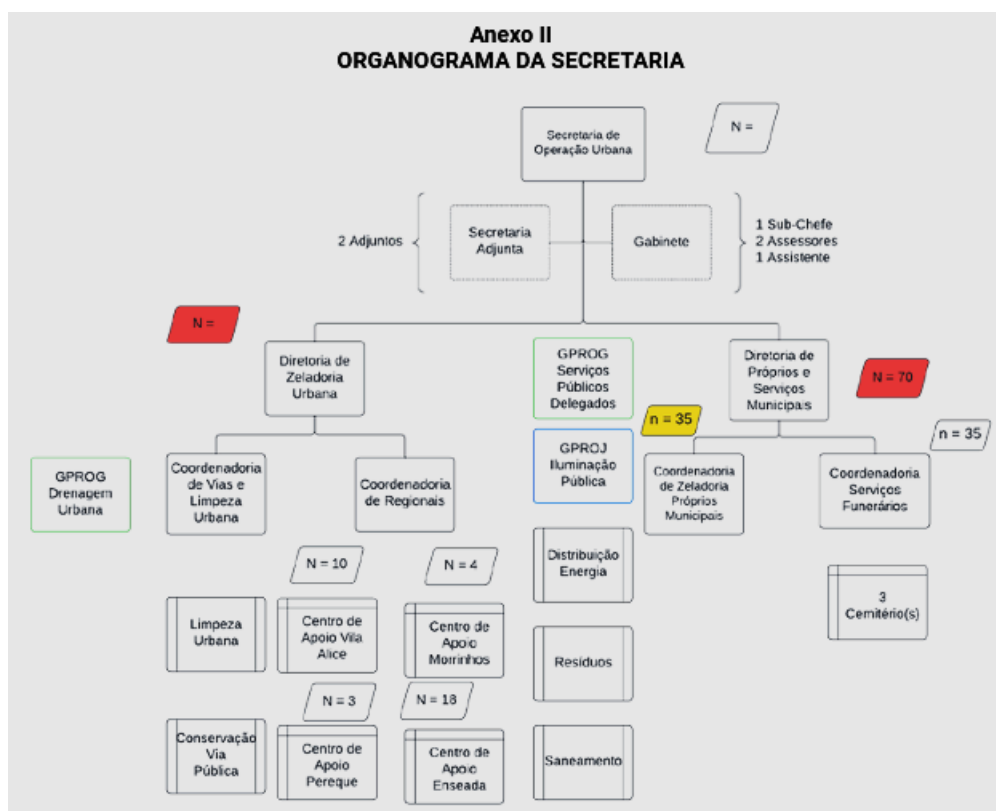 Anexo II
ORGANOGRAMA DA SECRETARIA
Secretaria de
Operação Urbana
N =
2 Adjuntos
Secretaria
Adjunta
Gabinete
1 Sub-Chefe
2 Assessores
1 Assistente
N =
Diretoria de
Zeladoria
Urbana
GPROG
Serviços
Públicos
Delegados
Diretoria de
Próprios e
Serviços
Municipais
N = 70
n = 35
n = 35
GPROG
Drenagem
Urbana
Coordenadoria
de Vias e
Limpeza
Urbana
Coordenadoria
de Regionais
GPROJ
Iluminação
Pública
Coordenadoria
de Zeladoria
Próprios
Municipais
Coordenadoria
Serviços
Funerários
N = 10
N = 4
Distribuição
Energia
3
Cemitério(s)
Limpeza
Urbana
Centro de
Apoio Vila
Alice
Centro de
Apoio
Morrinhos
Resíduos
N = 3
N = 18
Conservação
Via
Pública
Centro de
Apoio
Pereque
Centro de
Apoio
Enseada
Saneamento